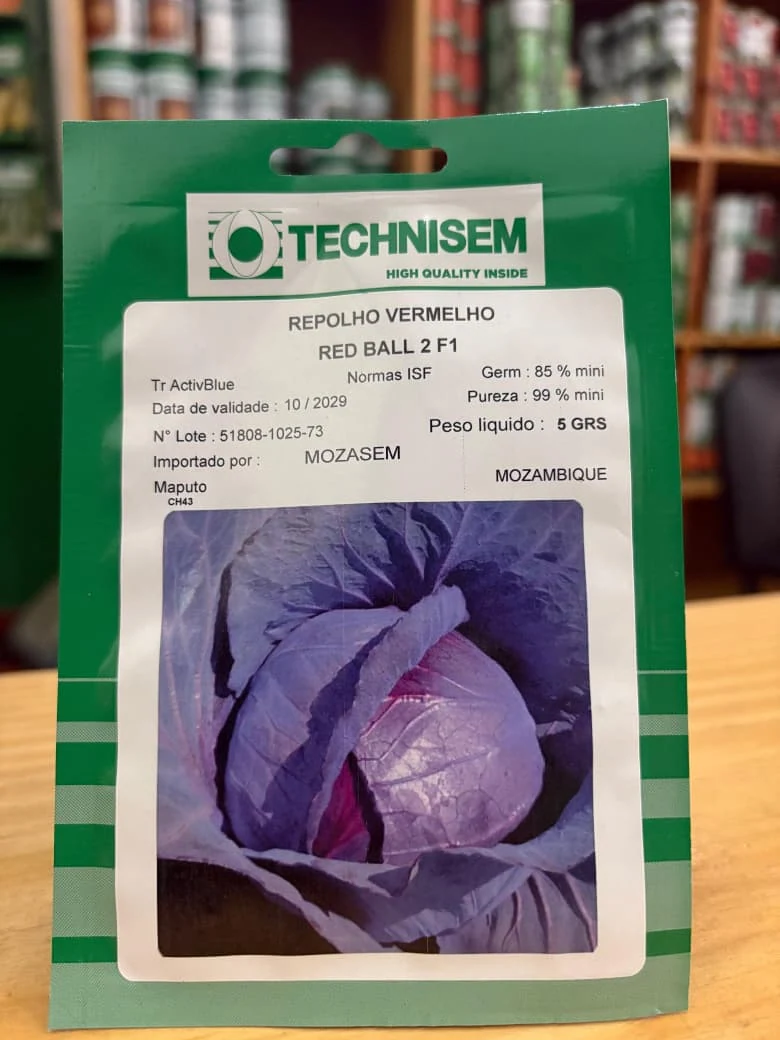 TECHNISEM
HIGH QUALITY INSIDE
REPOLHO VERMELHO
RED BALL 2 F1
Tr ActivBlue Normas ISF Germ : 85 % mini
Data de validade : 10 / 2029 Pureza : 99 % mini
N° Lote : 51808-1025-73 Peso liquido : 5 GRS
Importado por : MOZASEM
Maputo MOZAMBIQUE
CH43